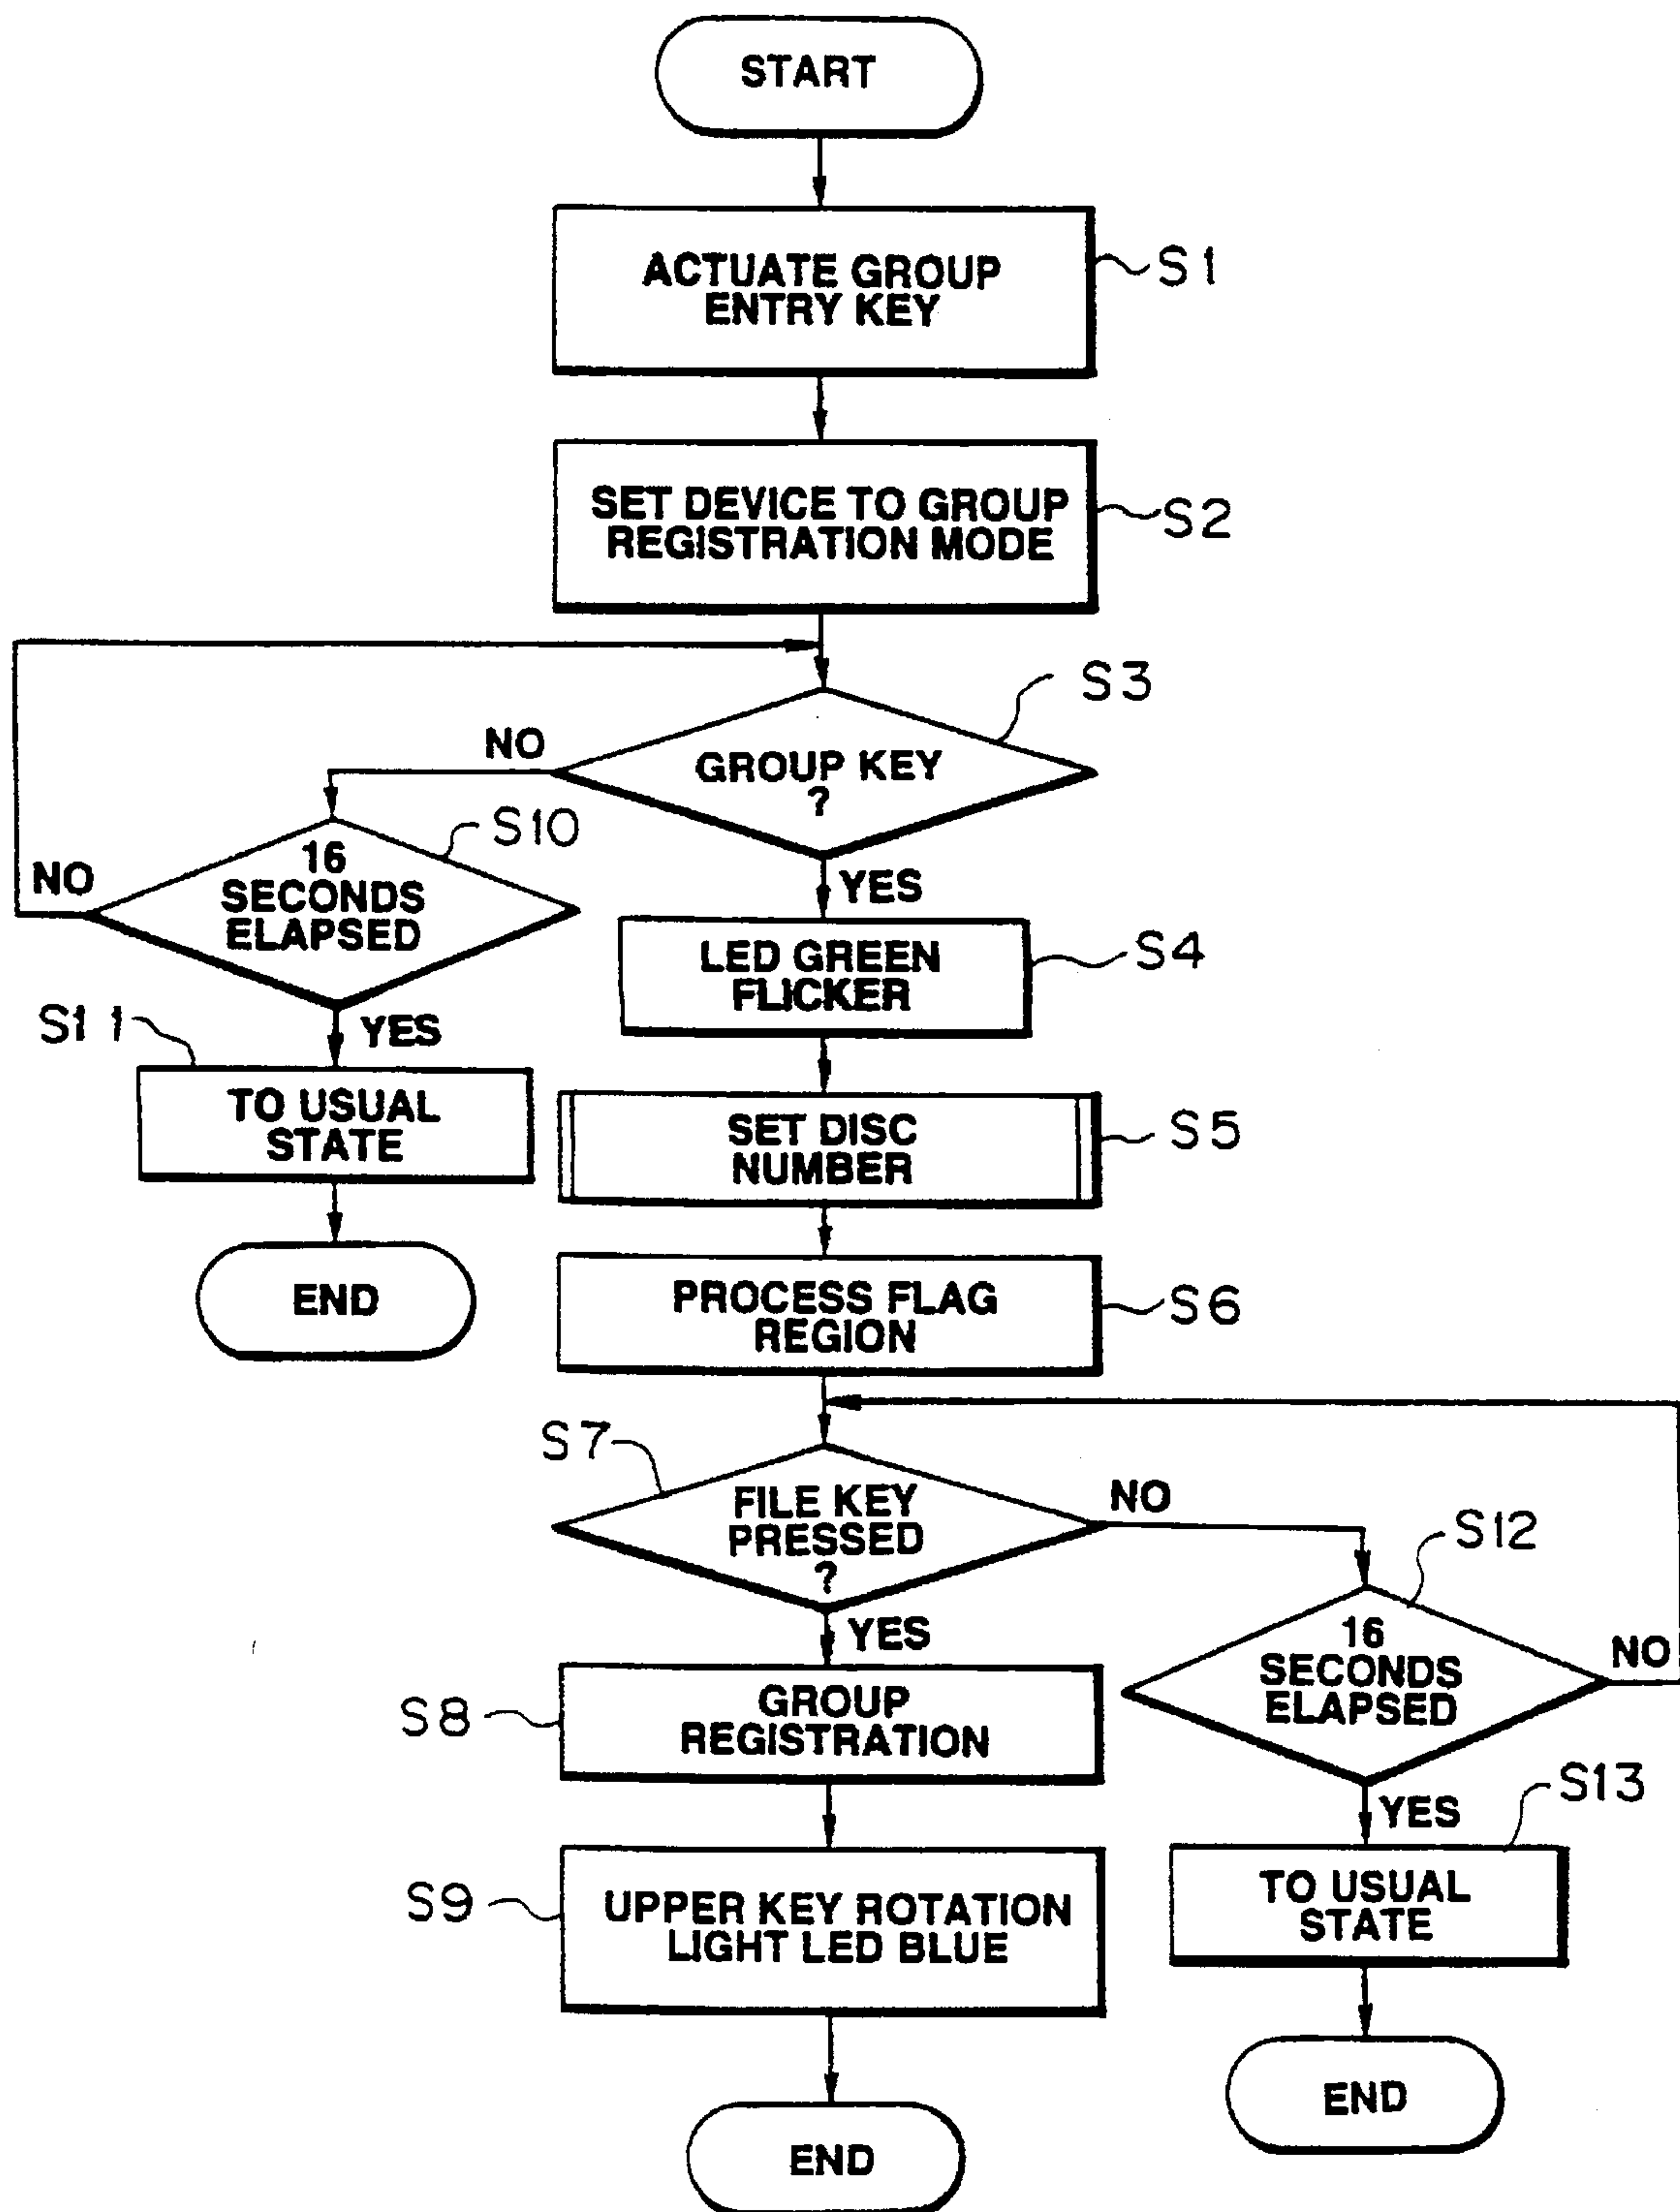 START
ACTUATE GROUP
ENTRY KEY
S1
SET DEVICE TO GROUP
REGISTRATION MODE
S2
S3
NO
GROUP KEY
?
S10
16
SECONDS
ELAPSED
NO
YES
LED GREEN
FLICKER
S4
S11
YES
TO USUAL
STATE
SET DISC
NUMBER
S5
END
PROCESS FLAG
REGION
S6
S7
FILE KEY
PRESSED
?
NO
S12
16
SECONDS
ELAPSED
NO
YES
GROUP
REGISTRATION
S8
S13
YES
UPPER KEY ROTATION
LIGHT LED BLUE
S9
TO USUAL
STATE
END
END